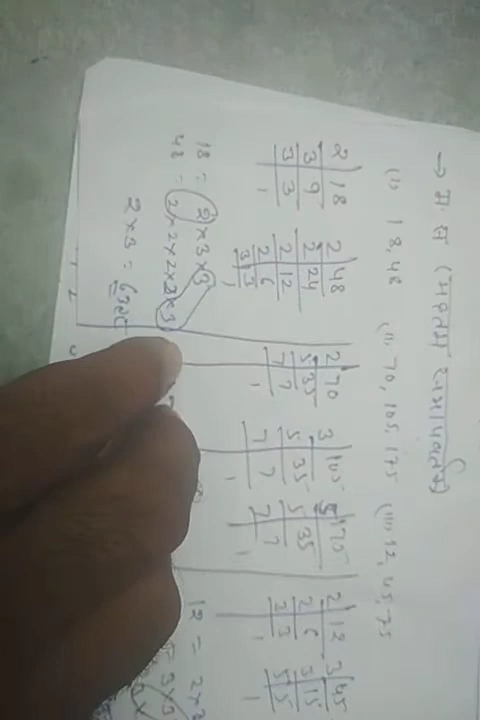 → म. स (महत्तम समापवर्तक)
(i) 18, 48 (ii) 70, 105, 175 (iii) 12, 45, 75
2 | 18
3 | 9
3 | 3
1
2 | 48
2 | 24
2 | 12
2 | 6
3 | 3
1
2 | 70
5 | 35
7 | 7
1
3 | 105
5 | 35
7 | 7
1
5 | 35
7 | 7
1
2 | 12
2 | 6
3
1
3 | 45
3 | 15
5 | 5
1
18 = 2 × 3 × 3
48 = 2 × 2 × 2 × 2 × 3
2 × 3 = 6
12 = 2 ×